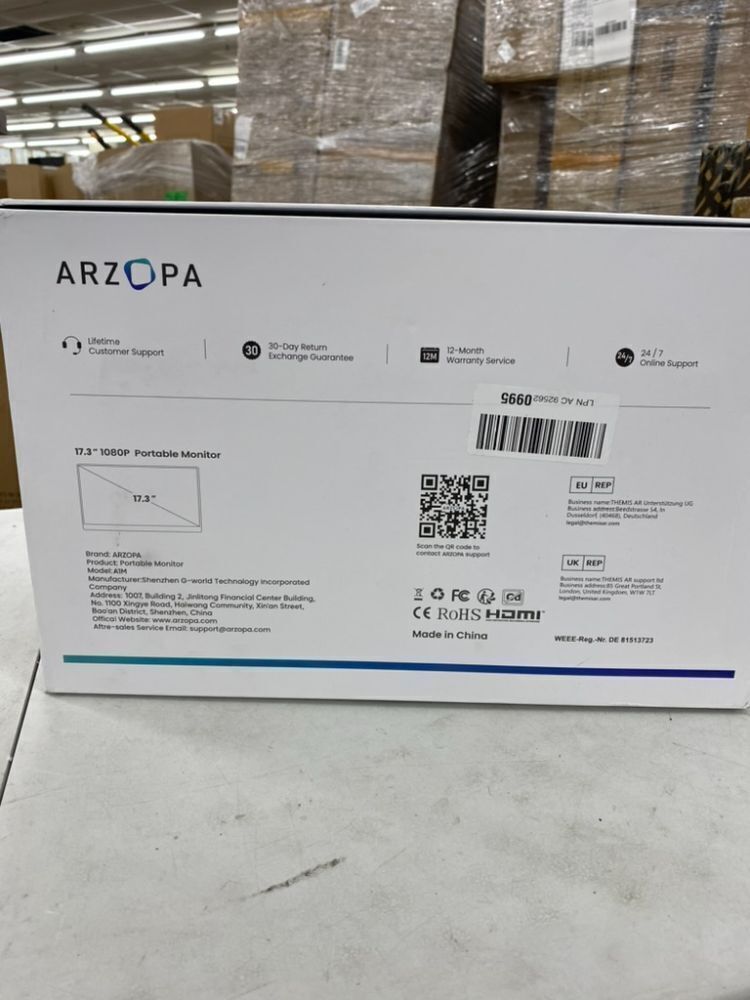 ARZOPA
Lifetime
Customer Support
30
30-Day Return
Exchange Guarantee
12M
12-Month
Warranty Service
24/7
24 / 7
Online Support
LPN AC 92562 0995
17.3" 1080P Portable Monitor
17.3"
Brand: ARZOPA
Product: Portable Monitor
Model:A1M
Manufacturer:Shenzhen G-world Technology Incorporated
Company
Address: 1007, Building 2, Jinlitong Financial Center Building,
No. 1100 Xingye Road, Haiwang Community, Xin'an Street,
Bao'an District, Shenzhen, China
Offical Website: www.arzopa.com
Aftre-sales Service Email: support@arzopa.com
Scan the QR code to
contact ARZOPA support
FC
Cd
CE RoHS HDMI
Made in China
EU REP
Business name:THEMIS AR Unterstützung UG
Business address:Beedstrasse 54, in
Dusseldorf, (40468), Deutschland
legal@themisar.com
UK REP
Business name:THEMIS AR support ltd
Business address:85 Great Portland St,
London, United Kingdom, W1W 7LT
legal@themisar.com
WEEE-Reg.-Nr. DE 81513723